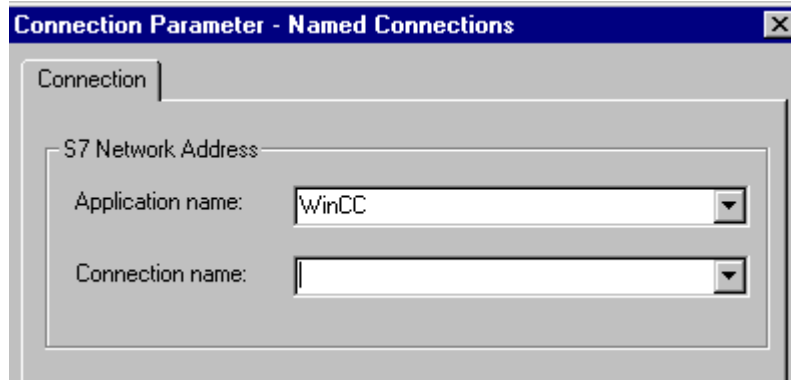 Connection Parameter - Named Connections
Connection
S7 Network Address
Application name: WinCC
Connection name: